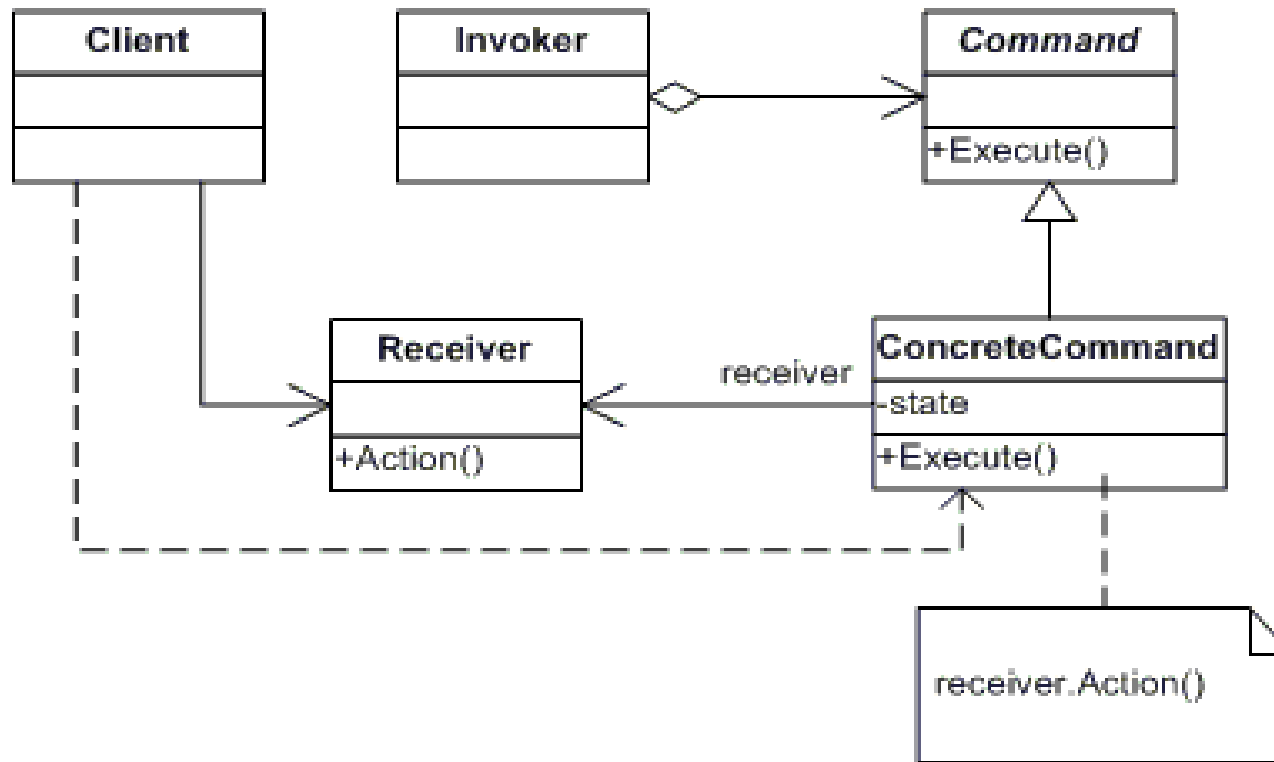 Client
Invoker
Command
+Execute()
Receiver
+Action()
receiver
ConcreteCommand
-state
+Execute()
receiver.Action()